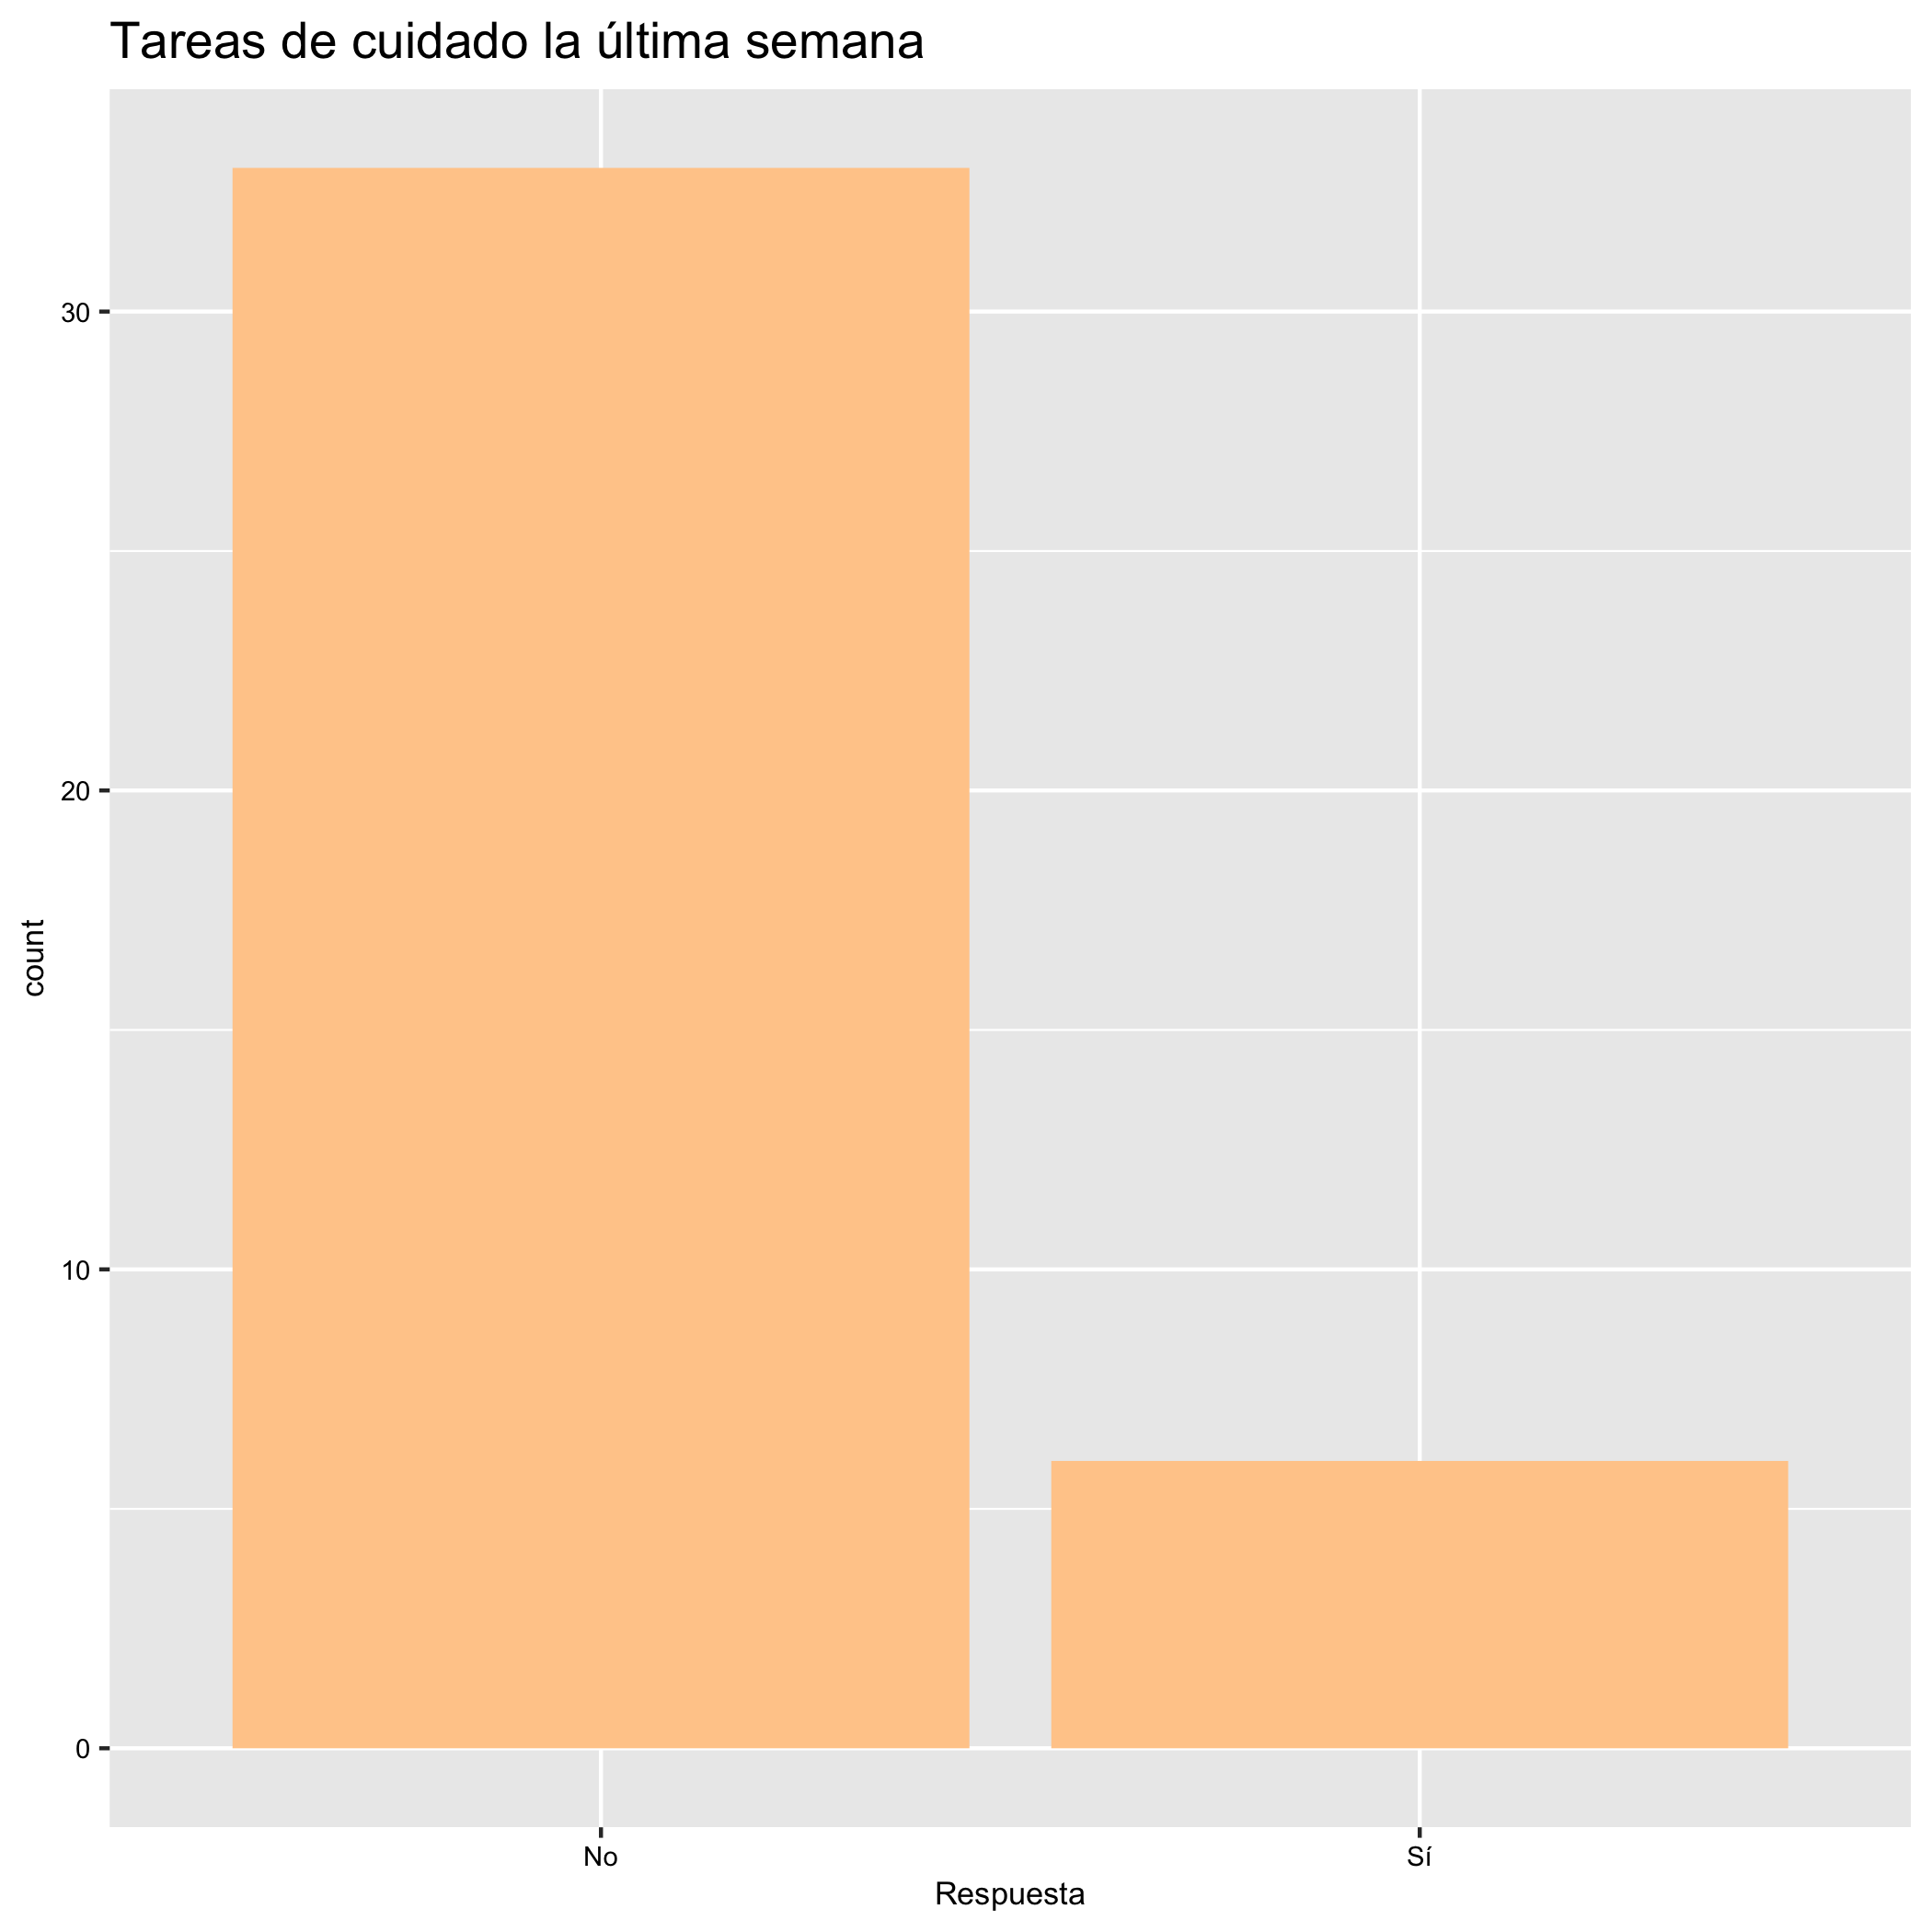 Tareas de cuidado la última semana
30
20
10
0
count
No
Sí
Respuesta